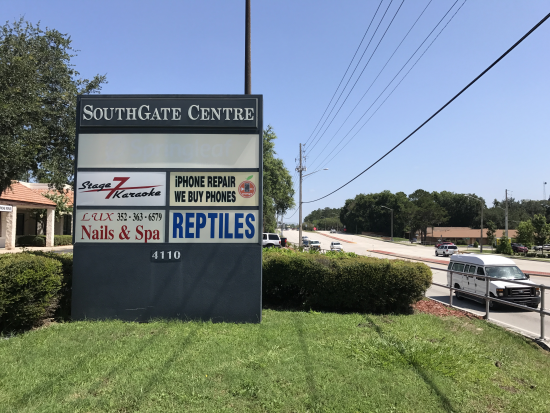 SOUTHGATE CENTRE
Stage 7 Karaoke
iPHONE REPAIR
WE BUY PHONES
LUX 352-363-6579
Nails & Spa
REPTILES
4110